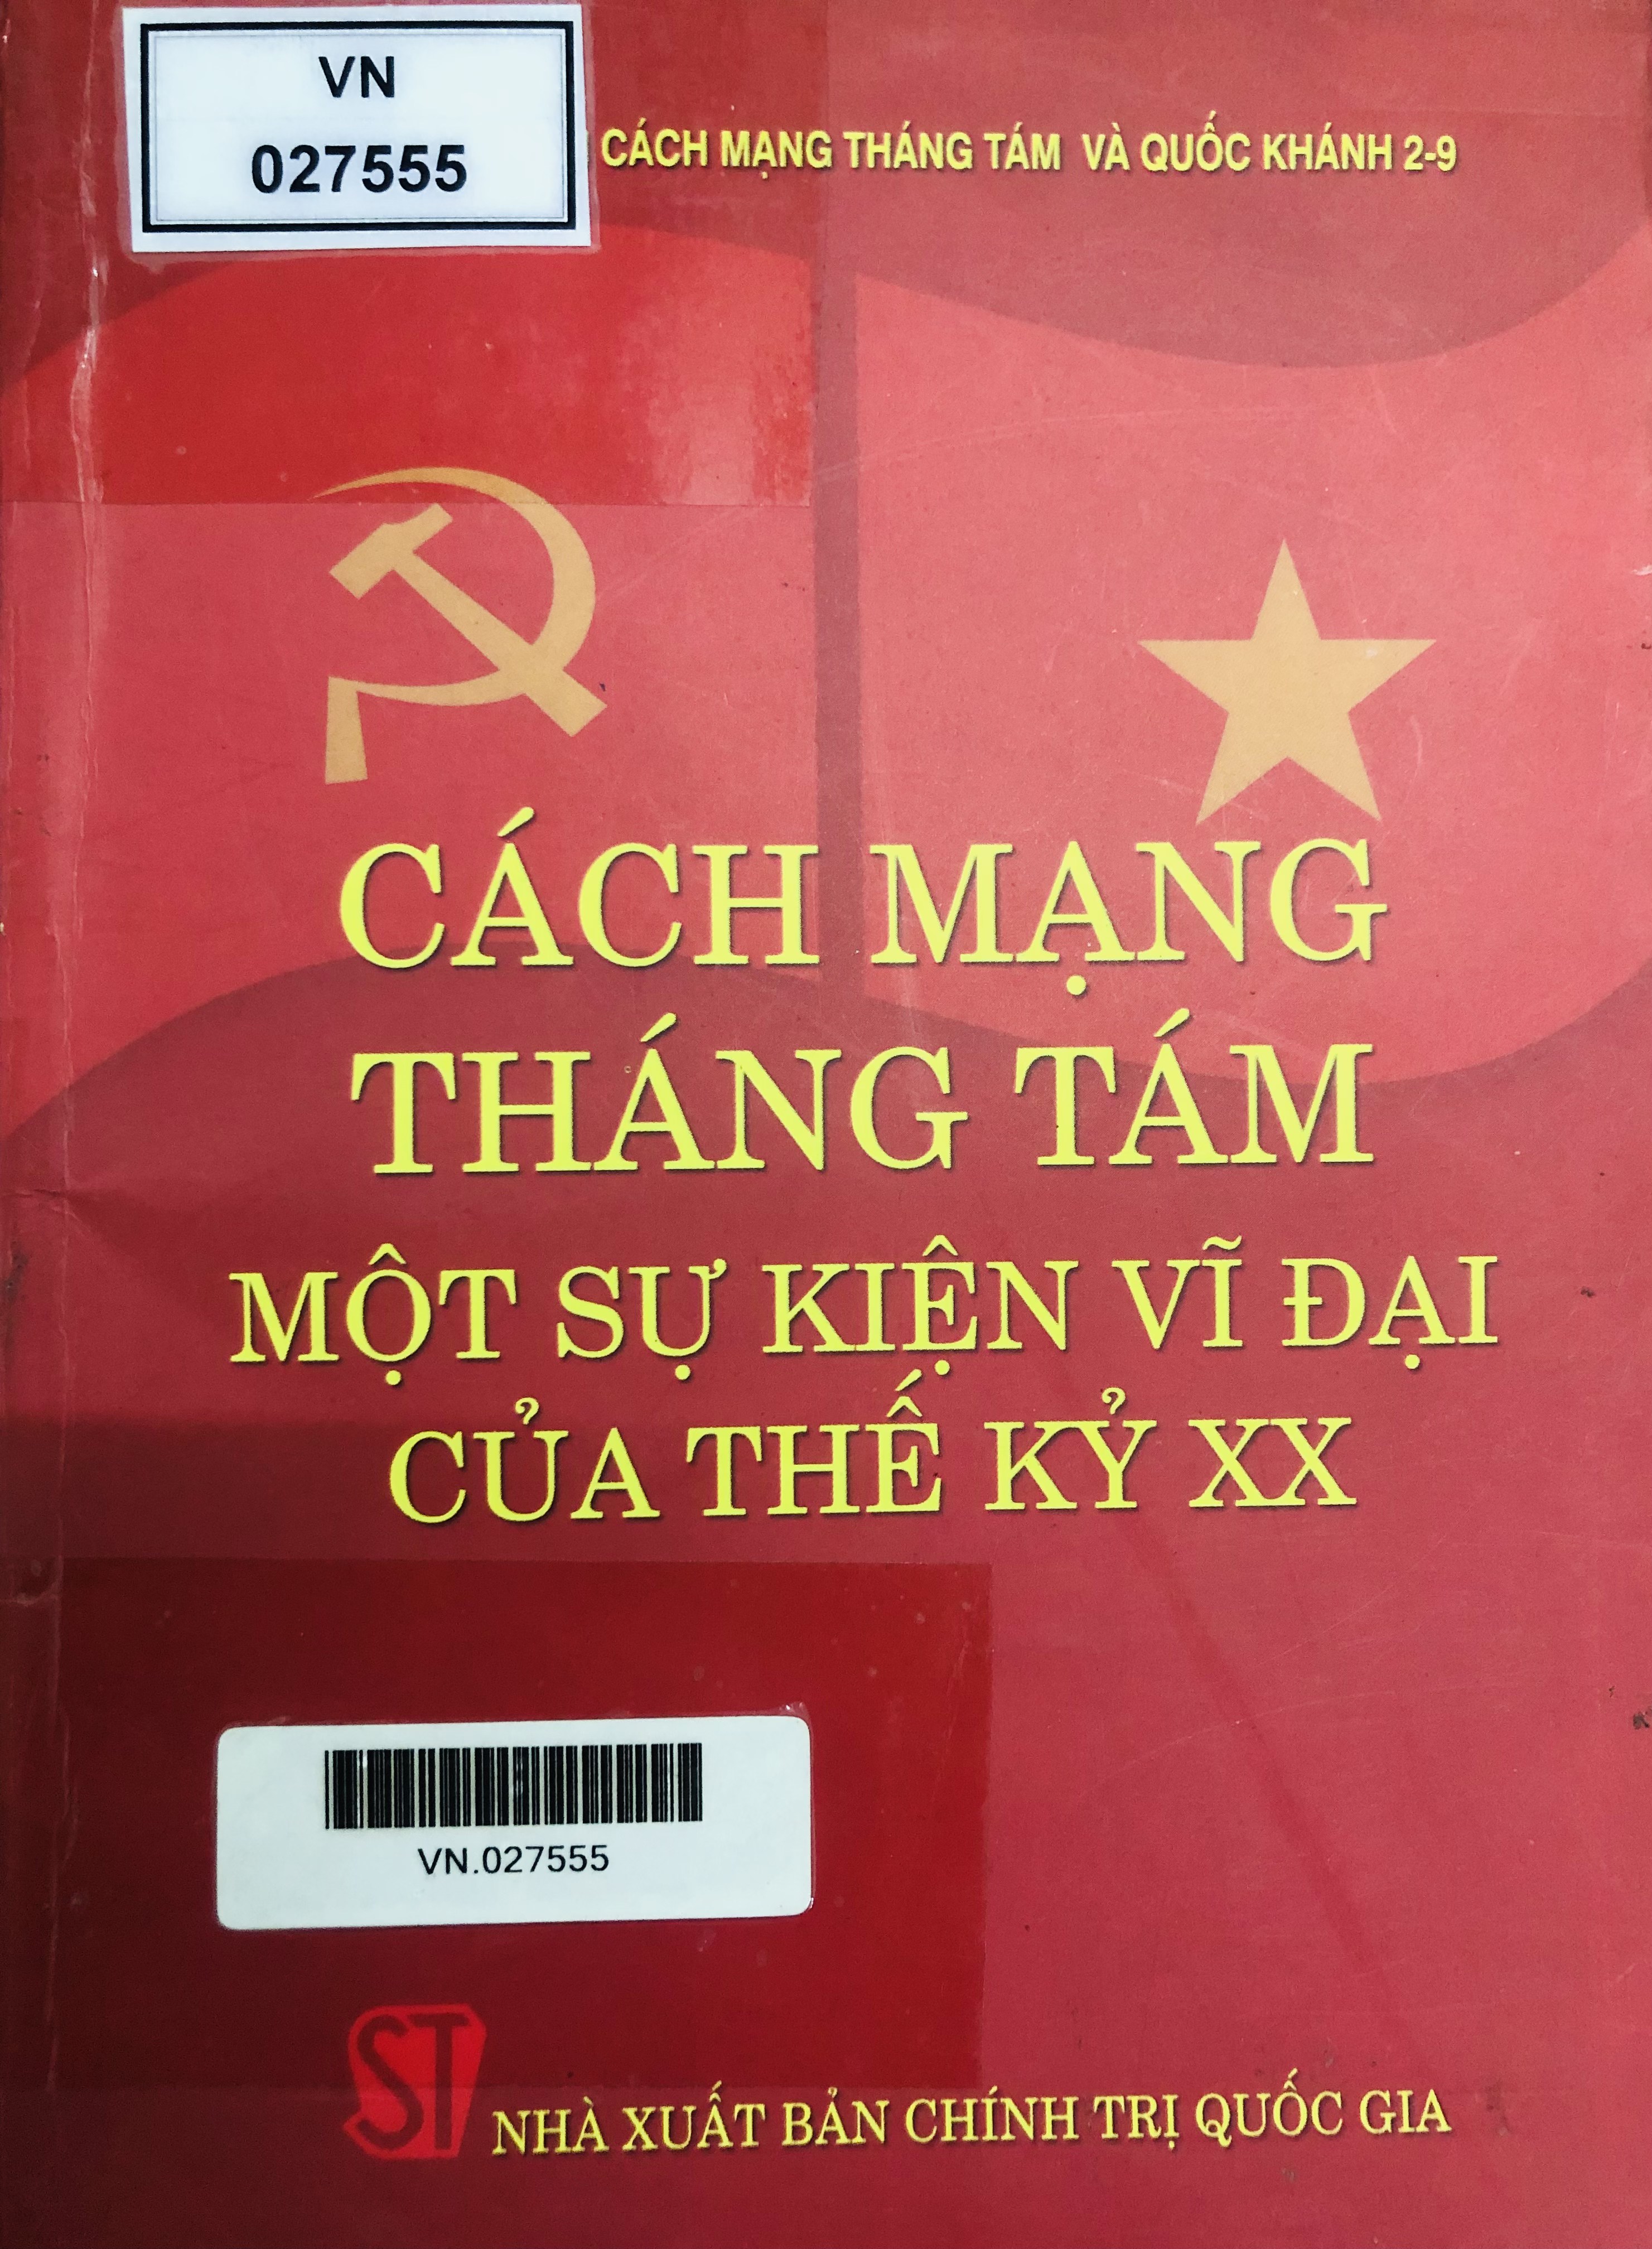 VN
027555
CÁCH MẠNG THÁNG TÁM VÀ QUỐC KHÁNH 2-9
CÁCH MẠNG
THÁNG TÁM
MỘT SỰ KIỆN VĨ ĐẠI
CỦA THẾ KỶ XX
VN.027555
ST
NHÀ XUẤT BẢN CHÍNH TRỊ QUỐC GIA